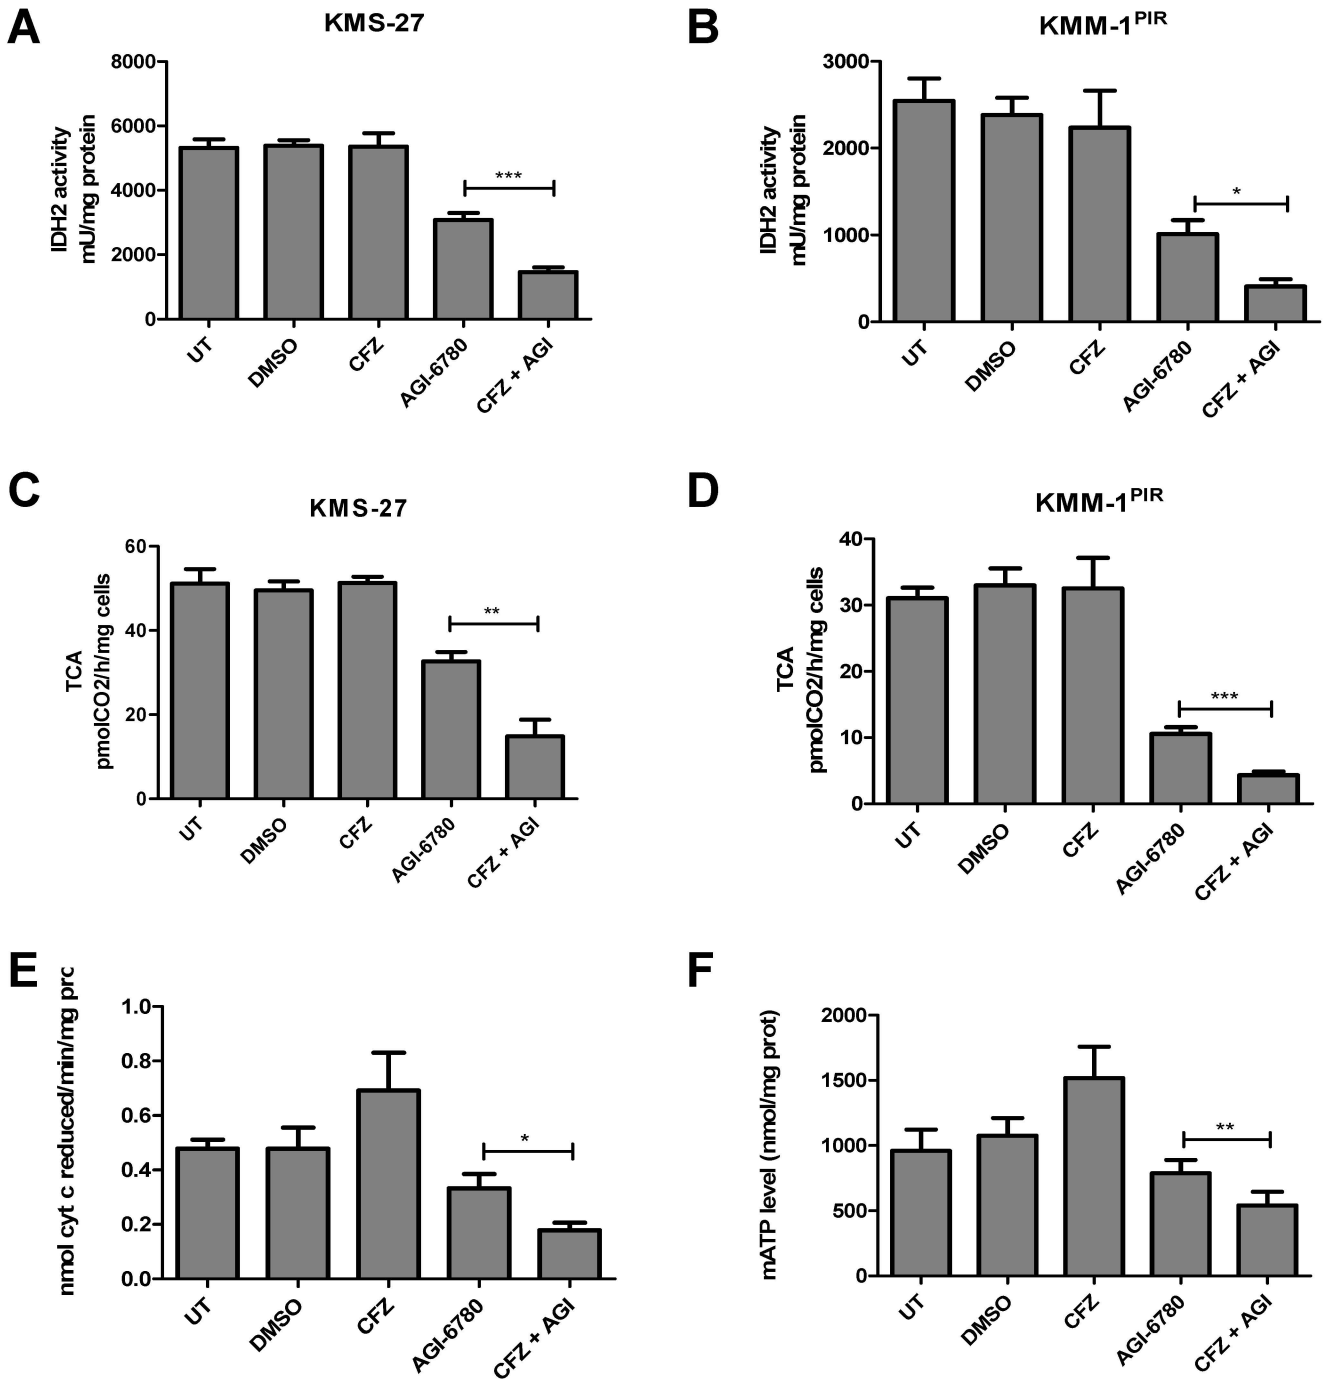 A
KMS-27
IDH2 activity
mU/mg protein
8000
6000
4000
2000
0
***
UT
DMSO
CFZ
AGI-6780
CFZ + AGI
B
KMM-1PIR
IDH2 activity
mU/mg protein
3000
2000
1000
0
*
UT
DMSO
CFZ
AGI-6780
CFZ + AGI
C
KMS-27
TCA
pmolCO2/h/mg cells
60
40
20
0
**
UT
DMSO
CFZ
AGI-6780
CFZ + AGI
D
KMM-1PIR
TCA
pmolCO2/h/mg cells
40
30
20
10
0
***
UT
DMSO
CFZ
AGI-6780
CFZ + AGI
E
nmol cyt c reduced/min/mg pro
1.0
0.8
0.6
0.4
0.2
0.0
*
UT
DMSO
CFZ
AGI-6780
CFZ + AGI
F
mATP level (nmol/mg prot)
2000
1500
1000
500
0
**
UT
DMSO
CFZ
AGI-6780
CFZ + AGI